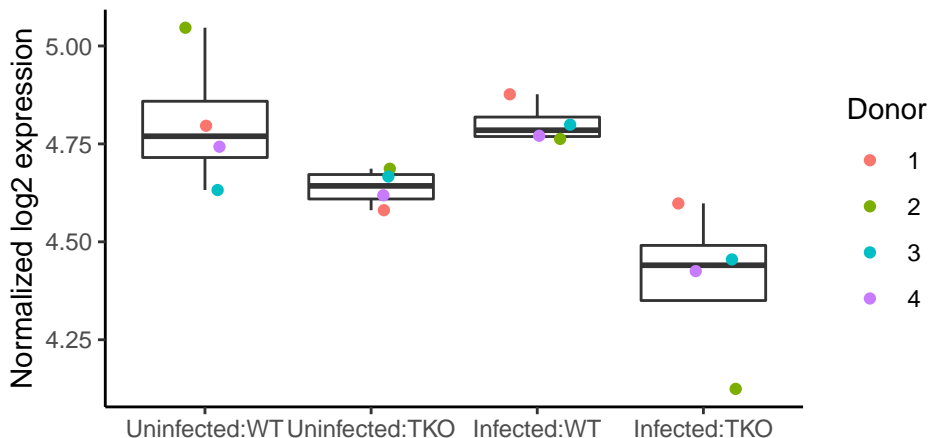 Normalized log2 expression
5.00
4.75
4.50
4.25
Uninfected:WT
Uninfected:TKO
Infected:WT
Infected:TKO
Donor
1
2
3
4